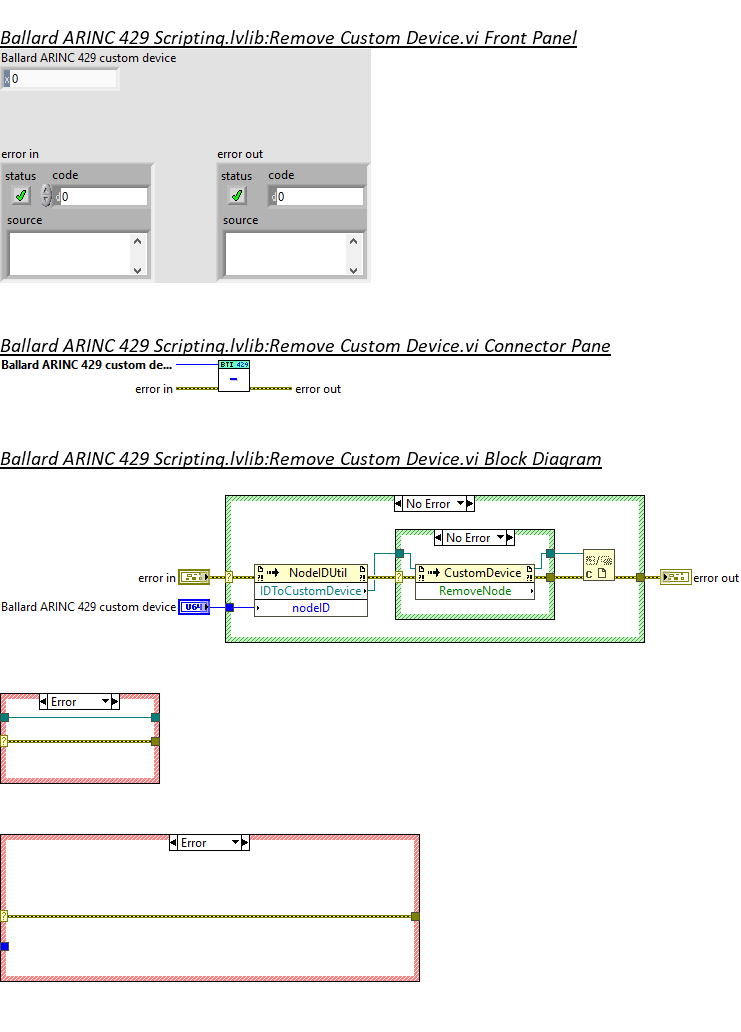 Ballard ARINC 429 Scripting.lvlib:Remove Custom Device.vi Front Panel
Ballard ARINC 429 custom device
x 0
error in
error out
status code
status code
d 0
d 0
source
source
Ballard ARINC 429 Scripting.lvlib:Remove Custom Device.vi Connector Pane
Ballard ARINC 429 custom de...
BTI 429
error in
error out
Ballard ARINC 429 Scripting.lvlib:Remove Custom Device.vi Block Diagram
No Error
No Error
NodeIDUtil
CustomDevice
error in
error out
IDToCustomDevice
RemoveNode
Ballard ARINC 429 custom device
U64
nodeID
Error
Error